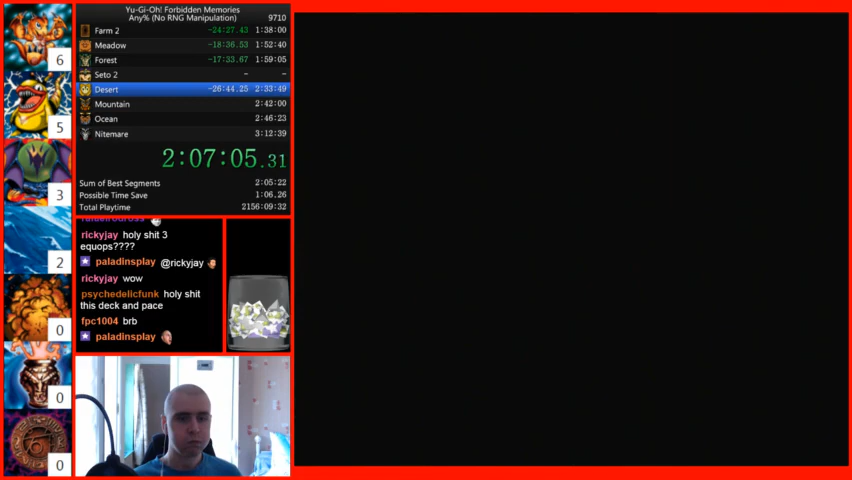 Yu-Gi-Oh! Forbidden Memories
Any% (No RNG Manipulation) 9710
Farm 2 -24:27.43 1:38:00
Meadow -18:36.53 1:52:40
Forest -17:33.67 1:59:05
Seto 2 - -
Desert -26:44.25 2:33:49
Mountain 2:42:00
Ocean 2:46:23
Nitemare 3:12:39
2:07:05.31
Sum of Best Segments 2:05:22
Possible Time Save 1:06.26
Total Playtime 2156:09:32
rickyjay holy shit 3
equops????
paladinsplay @rickyjay
rickyjay wow
psychedelicfunk holy shit
this deck and pace
fpc1004 brb
paladinsplay
6
5
3
2
0
0
0